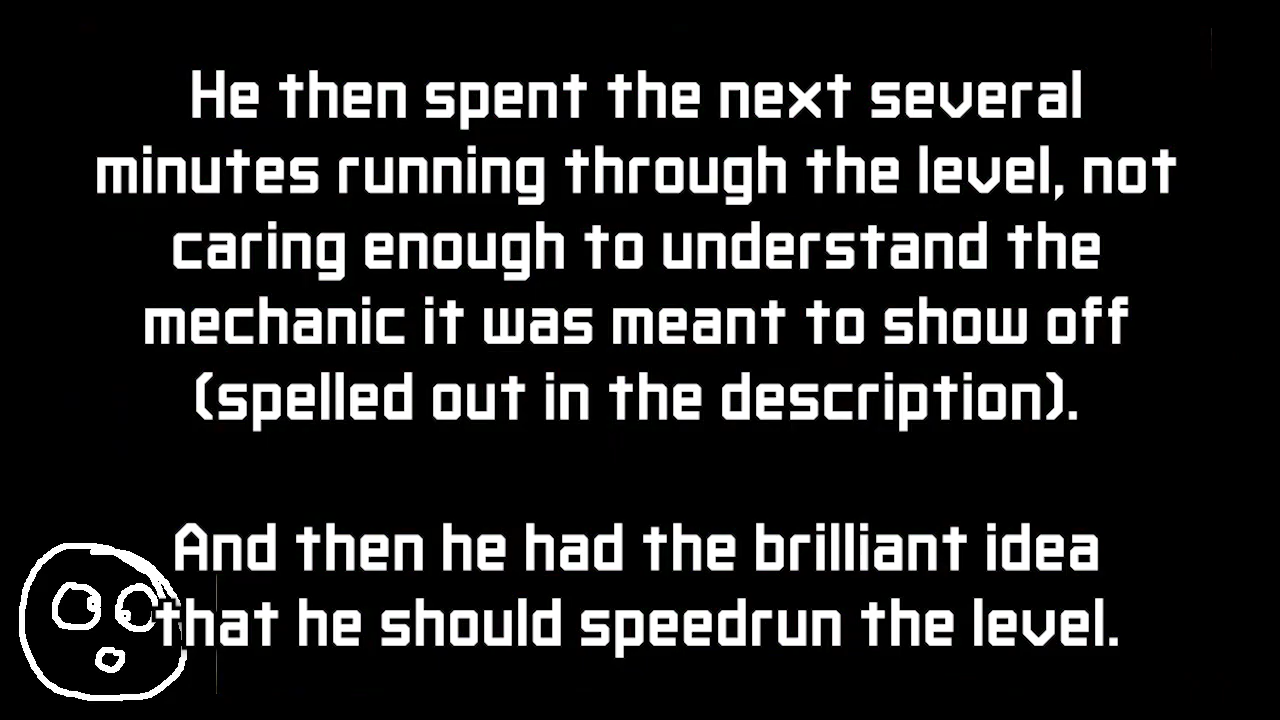 He then spent the next several
minutes running through the level, not
caring enough to understand the
mechanic it was meant to show off
(spelled out in the description).
And then he had the brilliant idea
that he should speedrun the level.